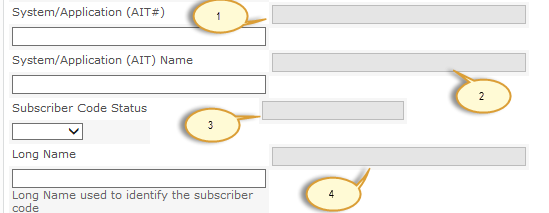 System/Application (AIT#)
1
System/Application (AIT) Name
2
Subscriber Code Status
3
Long Name
4
Long Name used to identify the subscriber
code